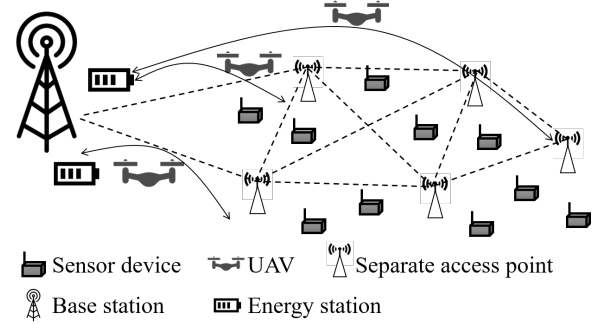 Sensor device UAV Separate access point
Base station Energy station